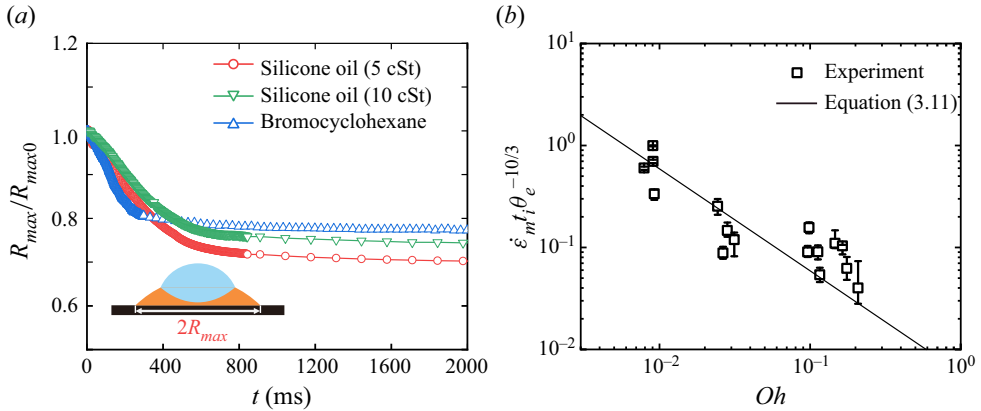 (a)
1.2
1.0
0.8
0.6
R_max/R_max0
0
400
800
1200
1600
2000
t (ms)
Silicone oil (5 cSt)
Silicone oil (10 cSt)
Bromocyclohexane
2R_max
(b)
10^1
10^0
10^−1
10^−2
ε̇_m t_i θ_e^−10/3
10^−2
10^−1
10^0
Oh
Experiment
Equation (3.11)